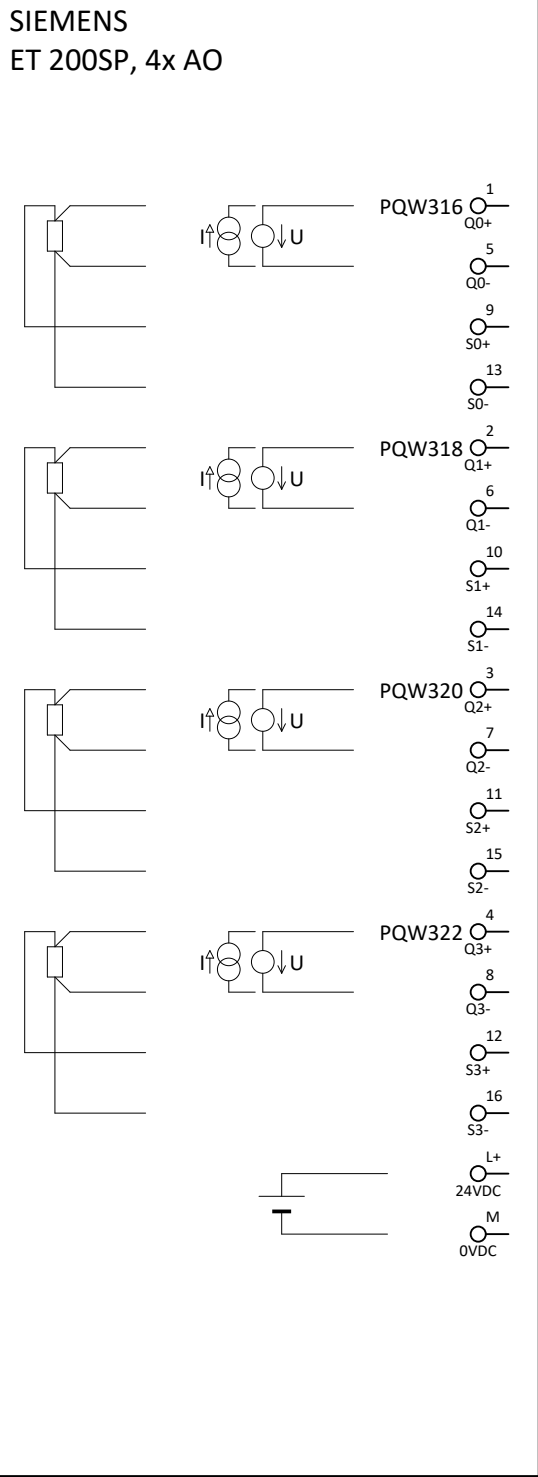 SIEMENS
ET 200SP, 4x AO
1
I U PQW316
Q0+
5
Q0-
9
S0+
13
S0-
2
I U PQW318
Q1+
6
Q1-
10
S1+
14
S1-
3
I U PQW320
Q2+
7
Q2-
11
S2+
15
S2-
4
I U PQW322
Q3+
8
Q3-
12
S3+
16
S3-
L+
24VDC
M
0VDC